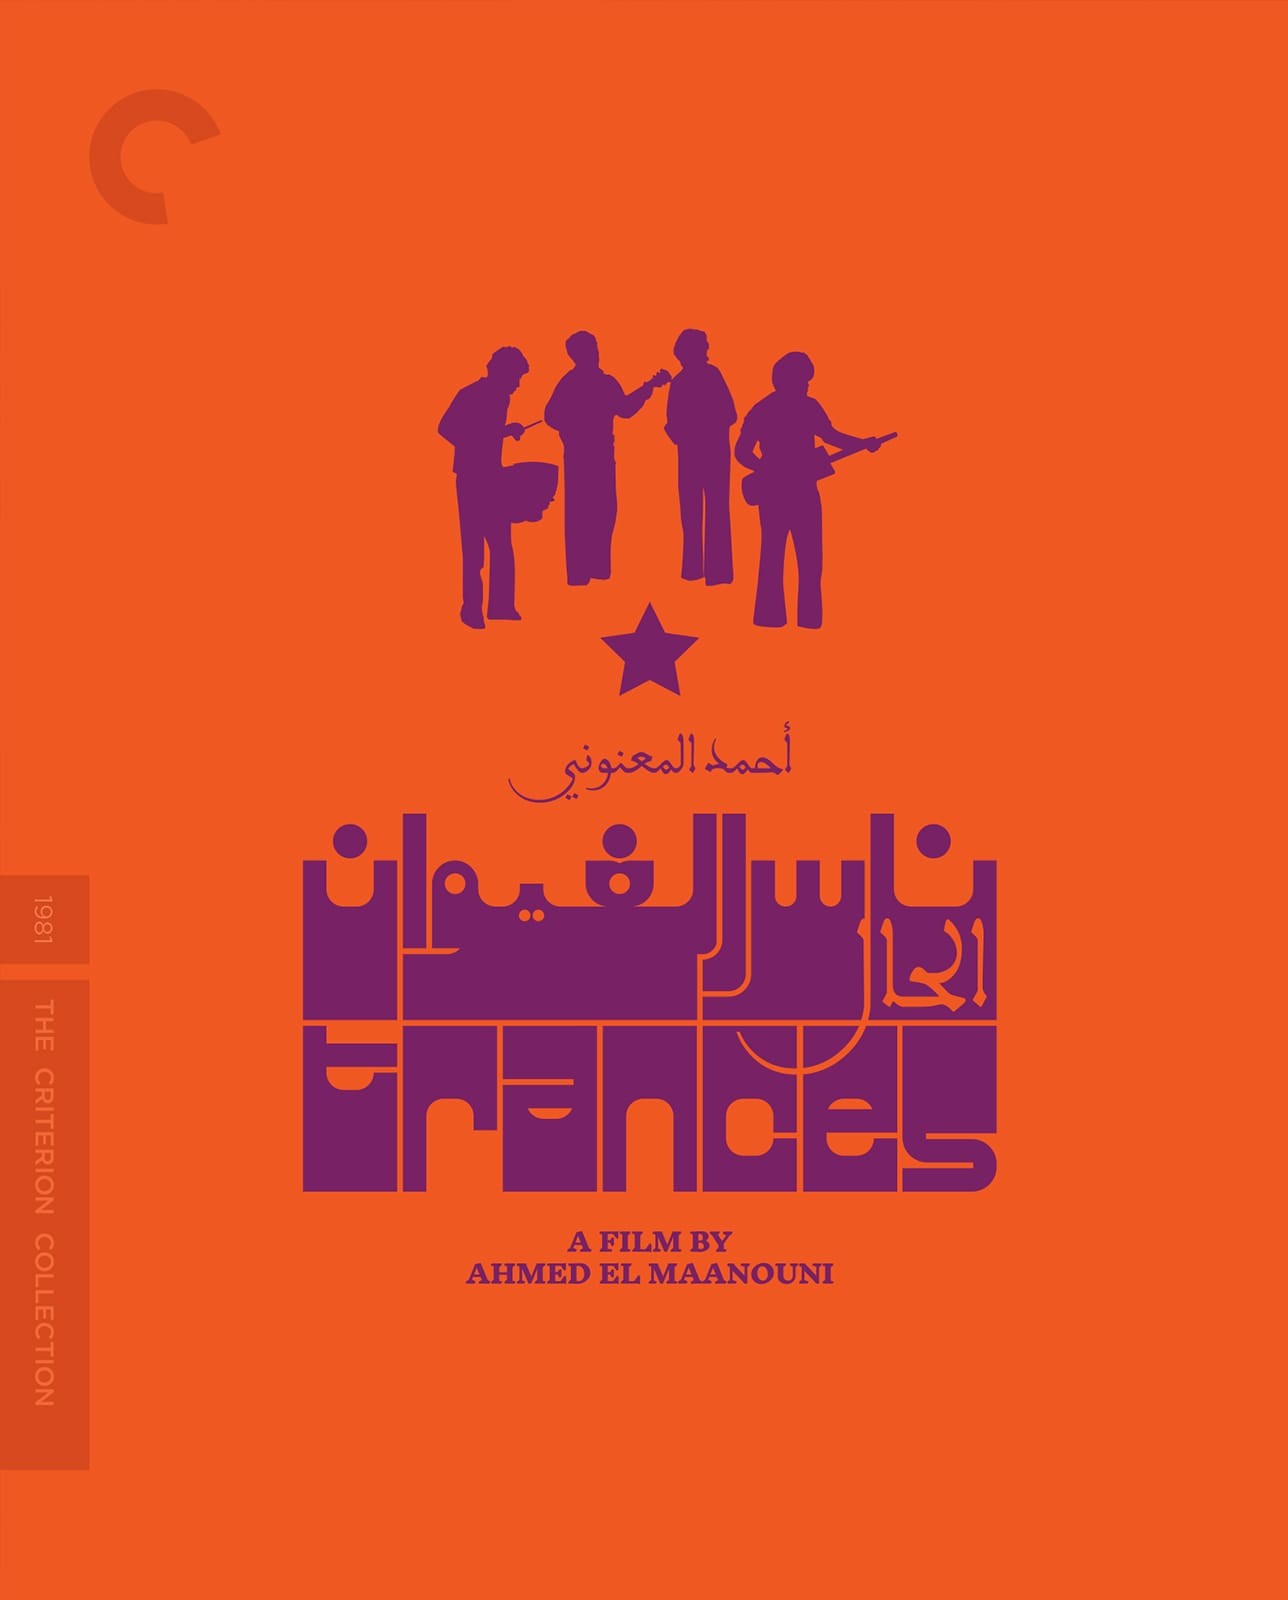 أحمد المعنوني
ناس الغيوان
الحال
trances
A FILM BY
AHMED EL MAANOUNI
1981
THE CRITERION COLLECTION